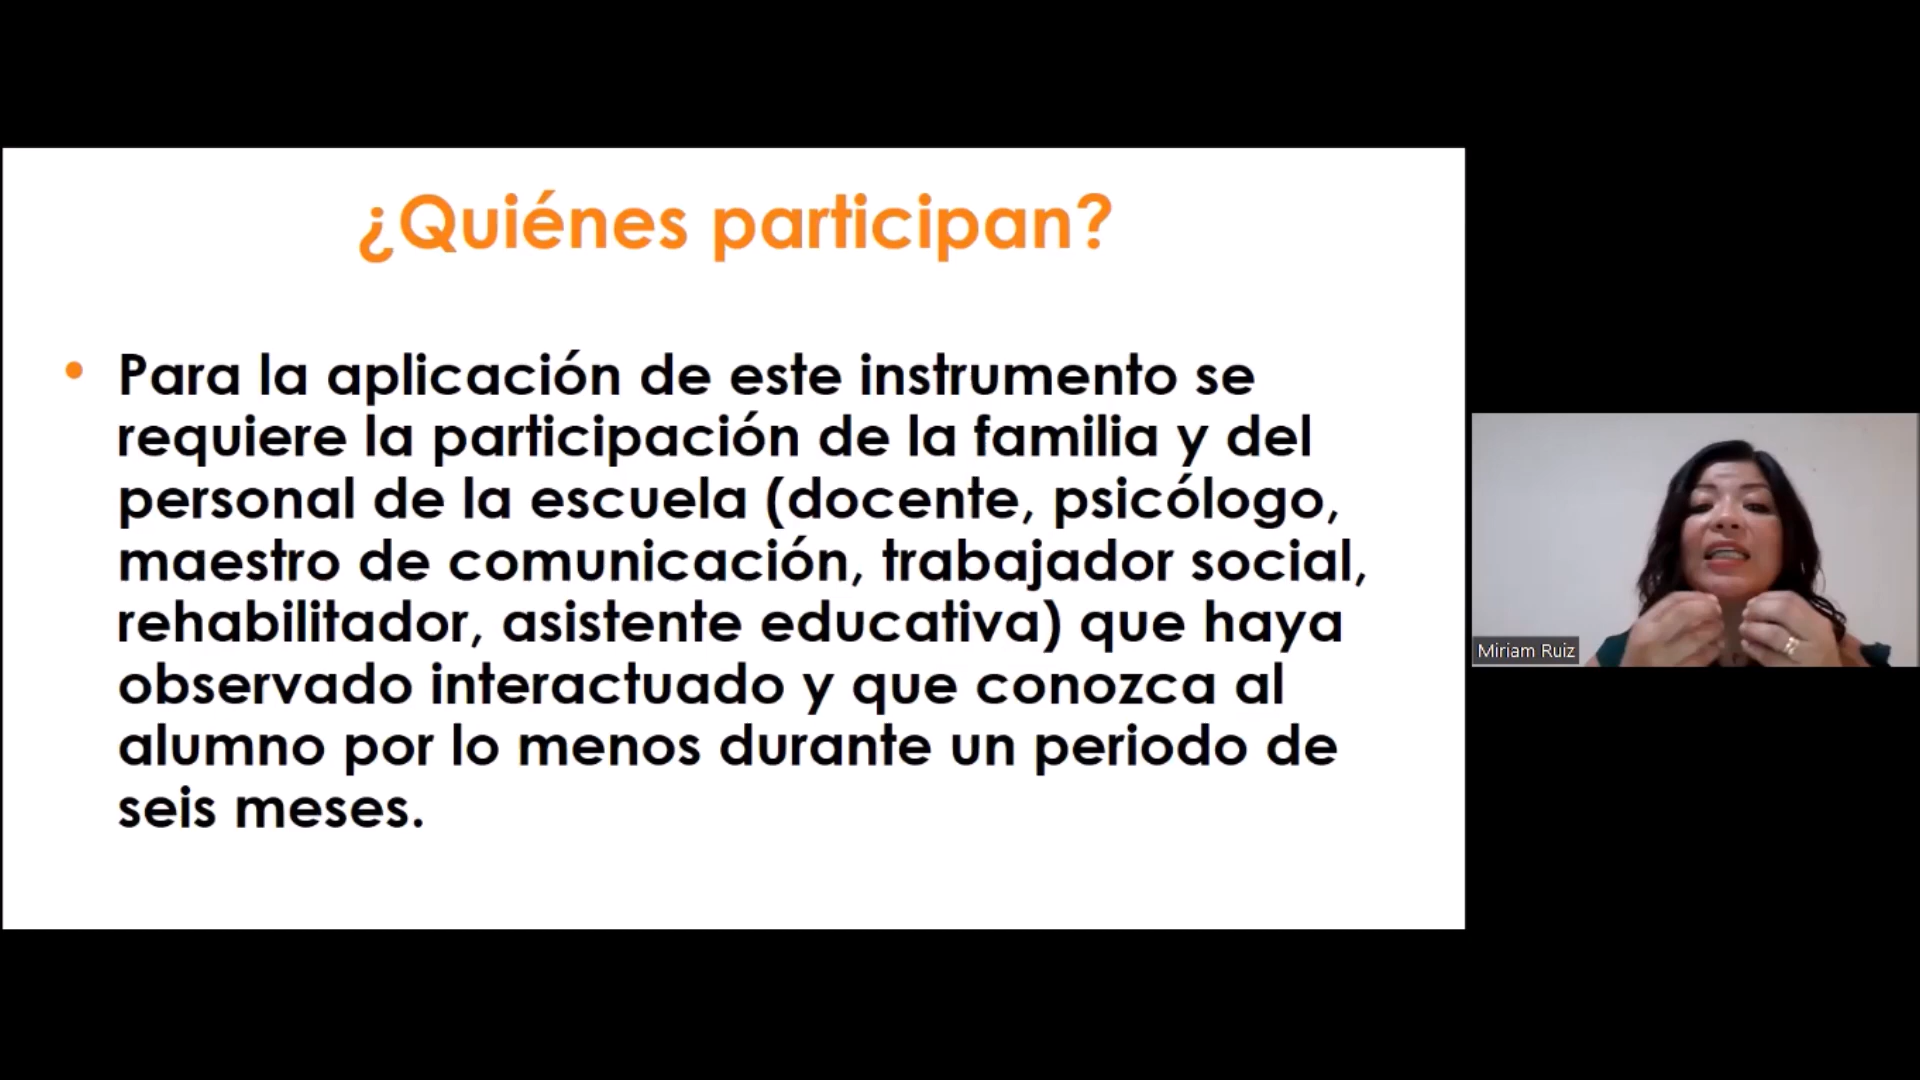 ¿Quiénes participan?
• Para la aplicación de este instrumento se
requiere la participación de la familia y del
personal de la escuela (docente, psicólogo,
maestro de comunicación, trabajador social,
rehabilitador, asistente educativa) que haya
observado interactuado y que conozca al
alumno por lo menos durante un periodo de
seis meses.
Miriam Ruiz